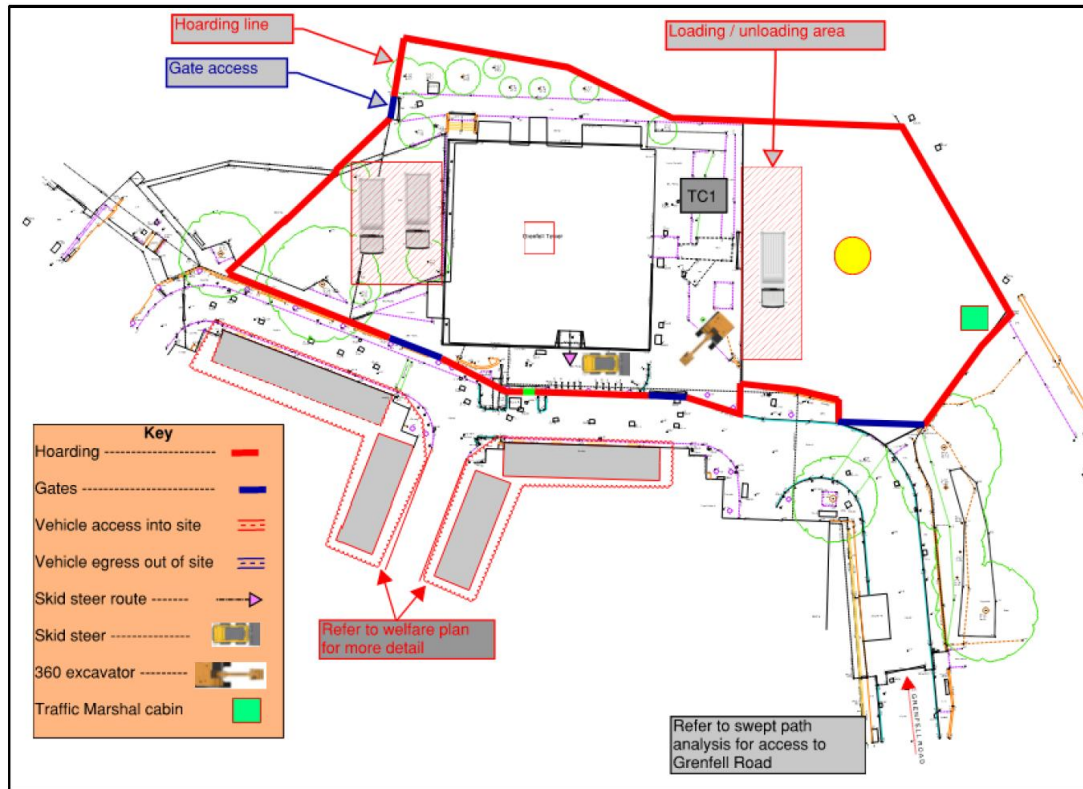 Hoarding line
Loading / unloading area
Gate access
TC1
Grenfell Tower
Key
Hoarding
Gates
Vehicle access into site
Vehicle egress out of site
Skid steer route
Skid steer
360 excavator
Traffic Marshal cabin
Refer to welfare plan
for more detail
Refer to swept path
analysis for access to
Grenfell Road
GRENFELL ROAD